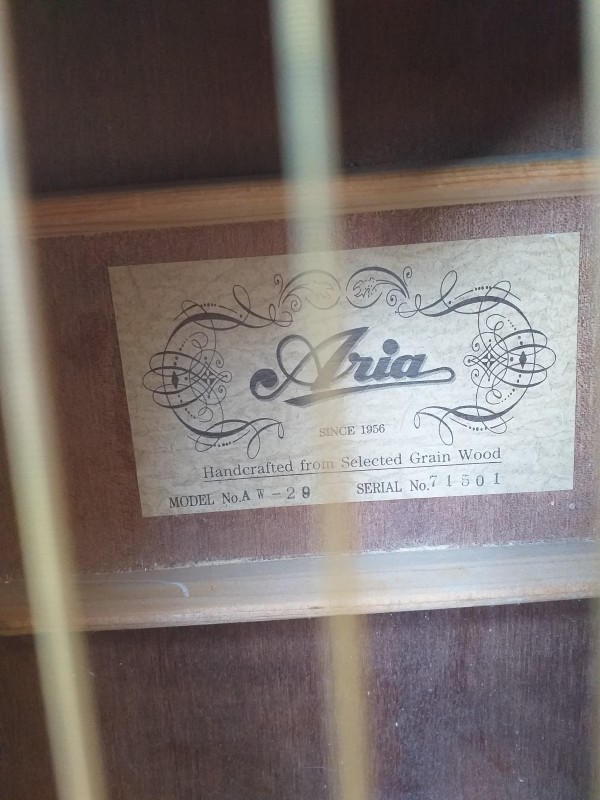 Aria
SINCE 1956
Handcrafted from Selected Grain Wood
MODEL No.AW-29 SERIAL No.71501